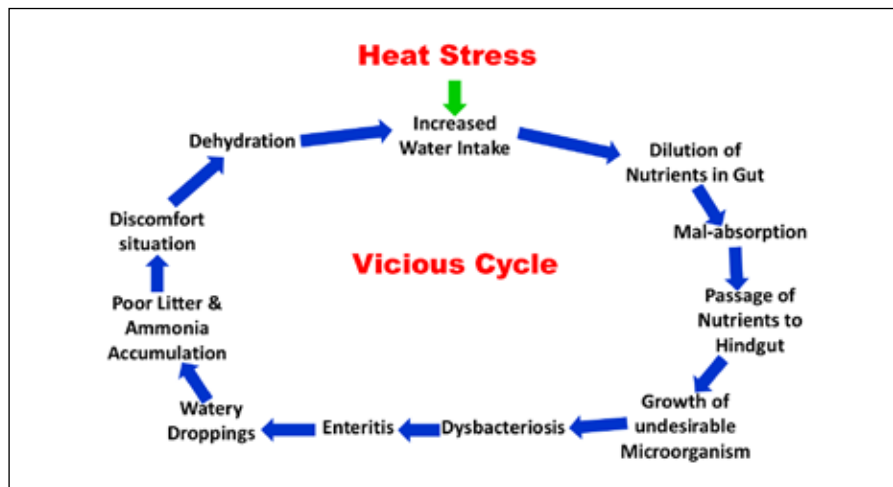 Heat Stress
Increased
Water Intake
Dilution of
Nutrients in Gut
Mal-absorption
Passage of
Nutrients to
Hindgut
Growth of
undesirable
Microorganism
Dysbacteriosis
Enteritis
Watery
Droppings
Poor Litter &
Ammonia
Accumulation
Discomfort
situation
Dehydration
Vicious Cycle